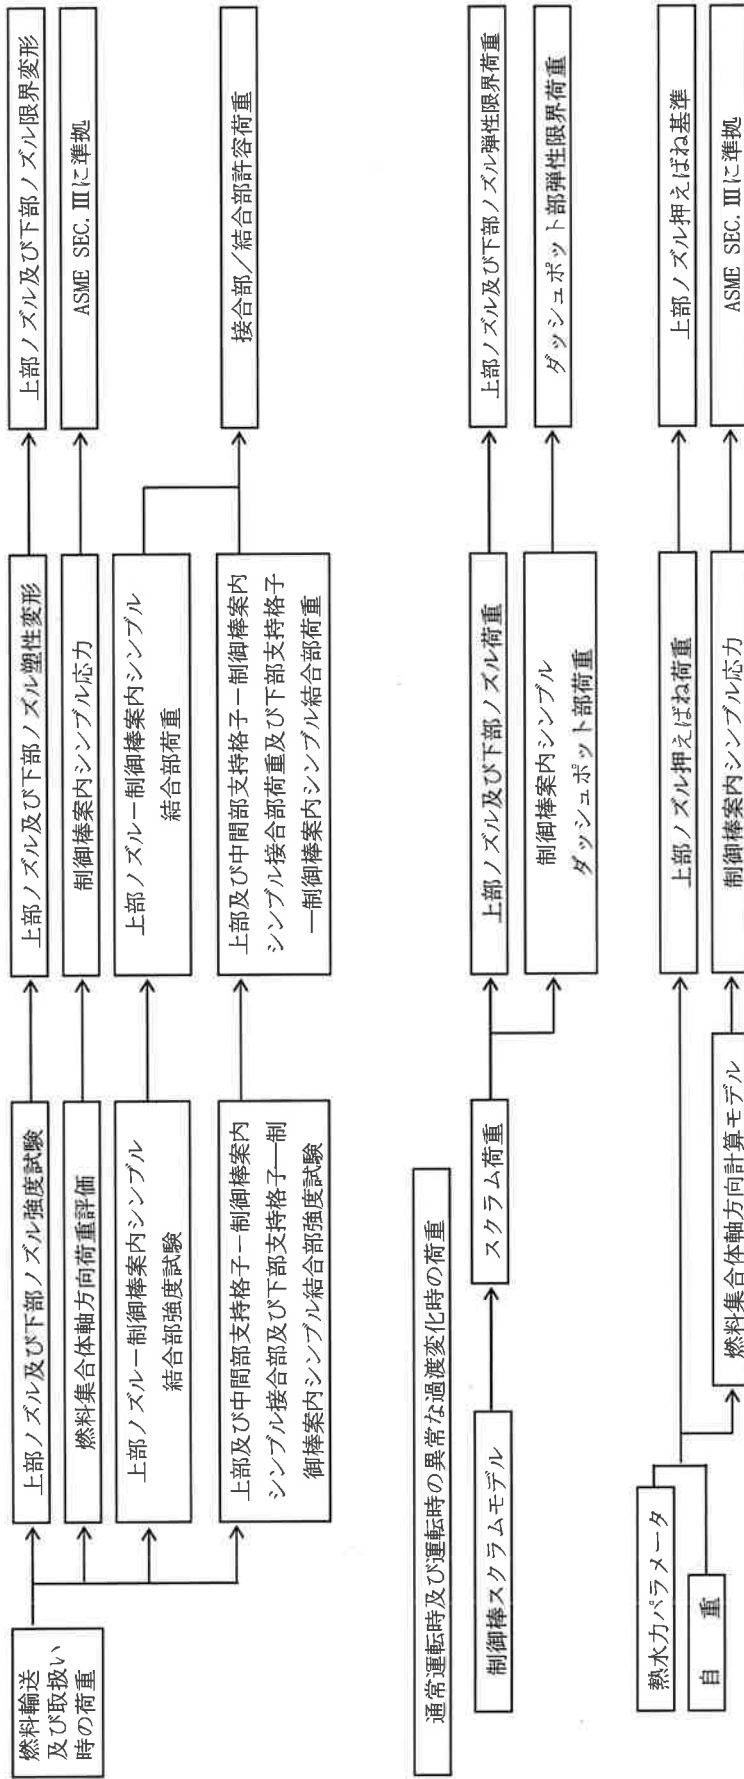 燃料輸送
及び取扱い
時の荷重
上部ノズル及び下部ノズル強度試験
上部ノズル及び下部ノズル塑性変形
上部ノズル及び下部ノズル限界変形
燃料集合体軸方向荷重評価
制御棒案内シンブル応力
ASME SEC.Ⅲに準拠
上部ノズルー制御棒案内シンブル
結合部強度試験
上部ノズルー制御棒案内シンブル
結合部荷重
上部及び中間部支持格子ー制御棒案内
シンブル接合部及び下部支持格子―制
御棒案内シンブル結合部強度試験
上部及び中間部支持格子ー制御棒案内
シンブル接合部荷重及び下部支持格子
―制御棒案内シンブル結合部荷重
接合部/結合部許容荷重
通常運転時及び運転時の異常な過渡変化時の荷重
制御棒スクラムモデル
スクラム荷重
上部ノズル及び下部ノズル荷重
上部ノズル及び下部ノズル弾性限界荷重
制御棒案内シンブル
ダッシュポット部荷重
ダッシュポット部弾性限界荷重
熱水力パラメータ
自 重
上部ノズル押えばね荷重
上部ノズル押えばね基準
燃料集合体軸方向計算モデル
制御棒案内シンブル応力
ASME SEC.Ⅲに準拠